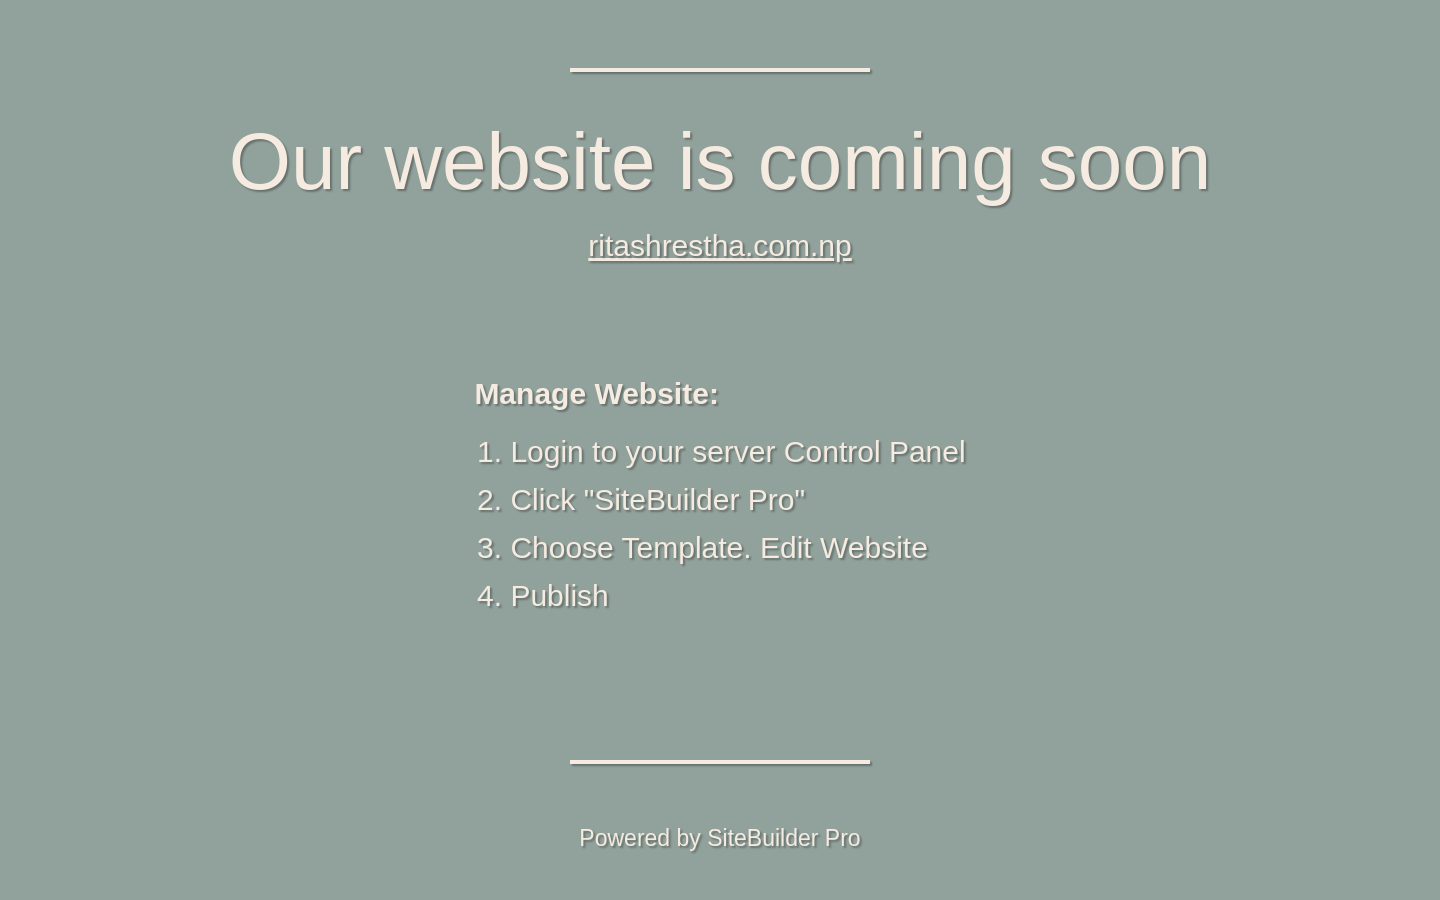 Our website is coming soon
ritashrestha.com.np
Manage Website:
1. Login to your server Control Panel
2. Click "SiteBuilder Pro"
3. Choose Template. Edit Website
4. Publish
Powered by SiteBuilder Pro